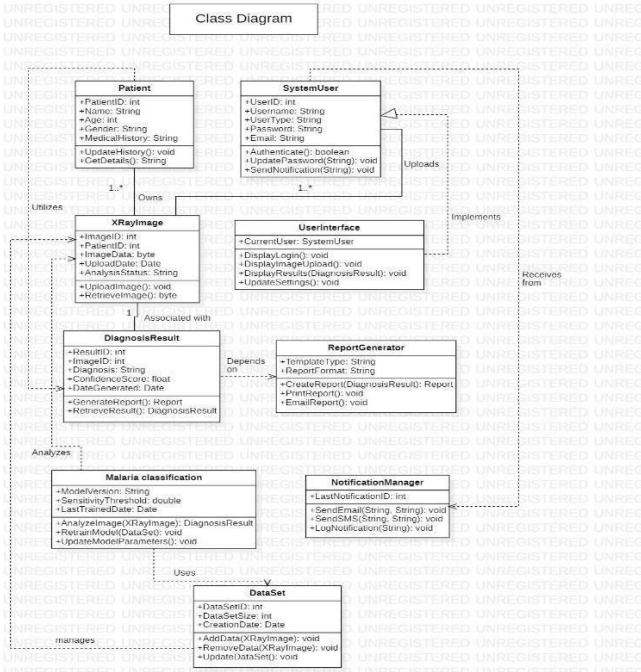 Class Diagram
Patient
+PatientID: int
+Name: String
+Age: int
+Gender: String
+MedicalHistory: String
+UpdateHistory(): void
+GetDetails(): String
SystemUser
+UserID: int
+Username: String
+UserType: String
+Password: String
+Email: String
+Authenticate(): boolean
+UpdatePassword(String): void
+SendNotification(String): void
Uploads
1..*
Owns
1..*
Utilizes
Implements
XRayImage
+ImageID: int
+PatientID: int
+ImageData: byte
+UploadDate: Date
+AnalysisStatus: String
+UploadImage(): void
+RetrieveImage(): byte
UserInterface
+CurrentUser: SystemUser
+DisplayLogin(): void
+DisplayImageUpload(): void
+DisplayResults(DiagnosisResul): void
+UpdateSettings(): void
Receives
from
1
Associated with
DiagnosisResult
+ResultID: int
+ImageID: int
+Diagnosis: String
+ConfidenceScore: float
+DateGenerated: Date
+GenerateReport(): Report
+RetrieveResult(): DiagnosisResult
Depends
on
ReportGenerator
+TemplateType: String
+ReportFormat: String
+CreateReport(DiagnosisResul): Report
+PrintReport(): void
+EmailReport(): void
Analyzes
Malaria classification
+ModelVersion: String
+SensitivityThreshold: double
+LastTrainedDate: Date
+AnalyzeImage(XRayImage): DiagnosisResult
+RetrainModel(DataSet): void
+UpdateModelParameters(): void
NotificationManager
+LastNotificationID: int
+SendEmail(String, String): void
+SendSMS(String, String): void
+LogNotification(String): void
Uses
DataSet
+DataSetID: int
+DataSetSize: int
+CreationDate: Date
+AddData(XRayImage): void
+RemoveData(XRayImage): void
+UpdateDataSet(): void
manages